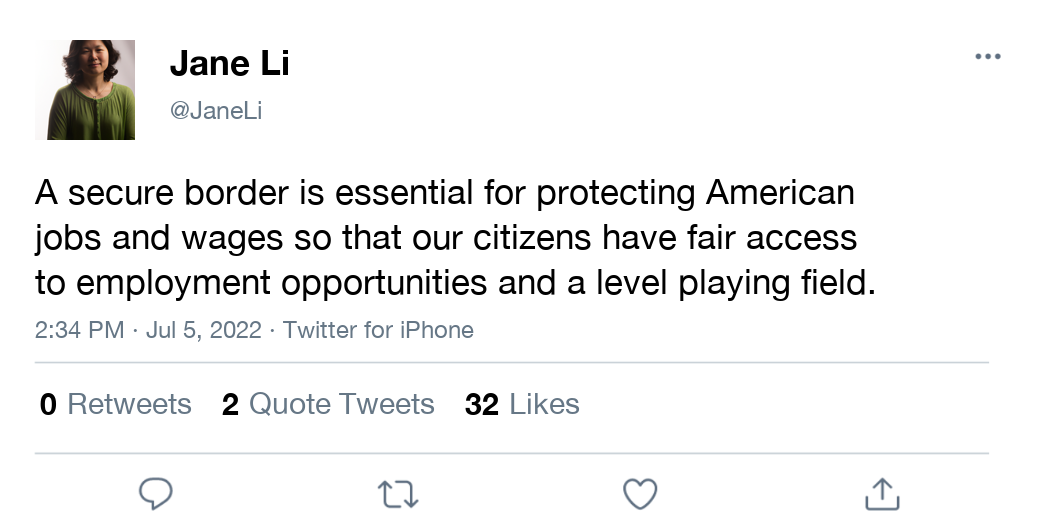 Jane Li
@JaneLi
A secure border is essential for protecting American
jobs and wages so that our citizens have fair access
to employment opportunities and a level playing field.
2:34 PM · Jul 5, 2022 · Twitter for iPhone
0 Retweets 2 Quote Tweets 32 Likes